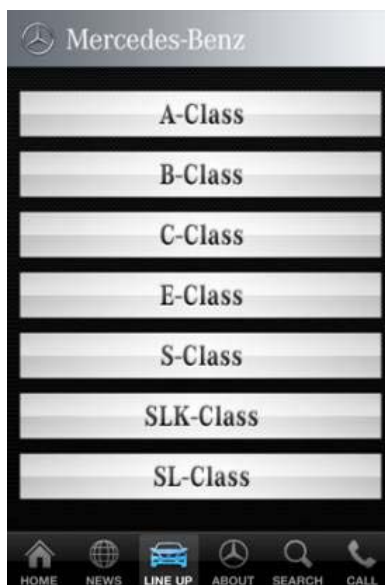 Mercedes-Benz
A-Class
B-Class
C-Class
E-Class
S-Class
SLK-Class
SL-Class
HOME NEWS LINE UP ABOUT SEARCH CALL